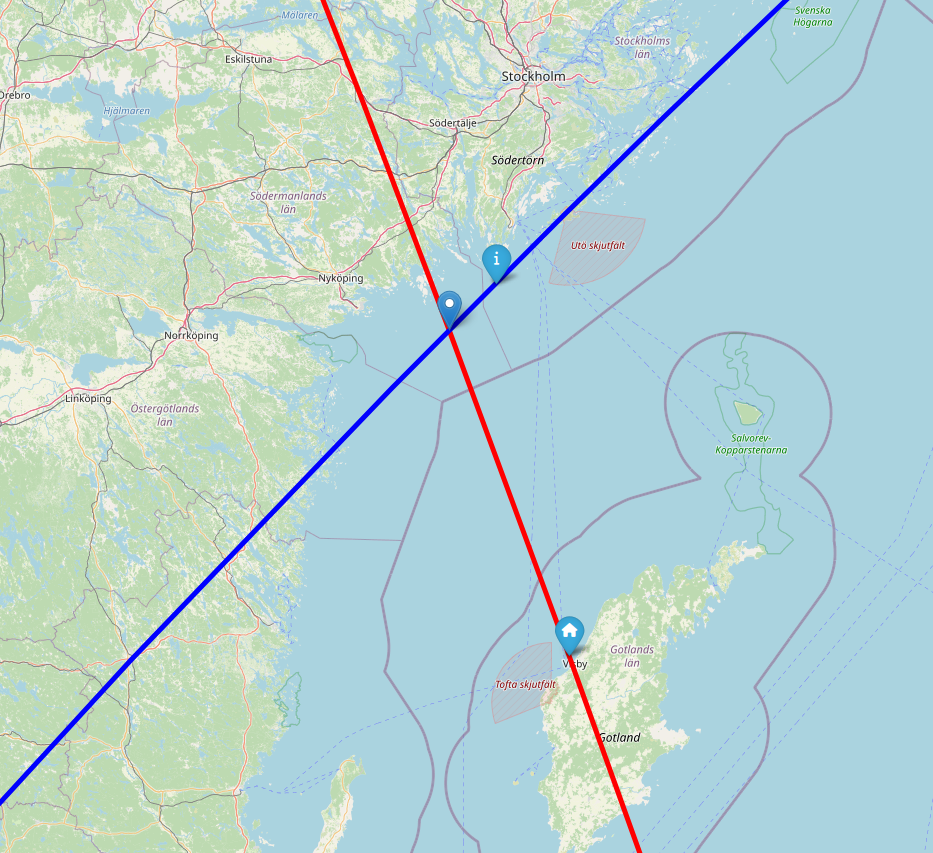 Mälaren
Svenska
Högarna
Stockholms
län
Eskilstuna
Stockholm
Örebro
Hjälmaren
Södertälje
Södertörn
Södermanlands
län
Utö skjutfält
i
Nyköping
Norrköping
Linköping
Östergötlands
län
Salvorev-
Kopparstenarna
Gotlands
län
Visby
Tofta skjutfält
Gotland